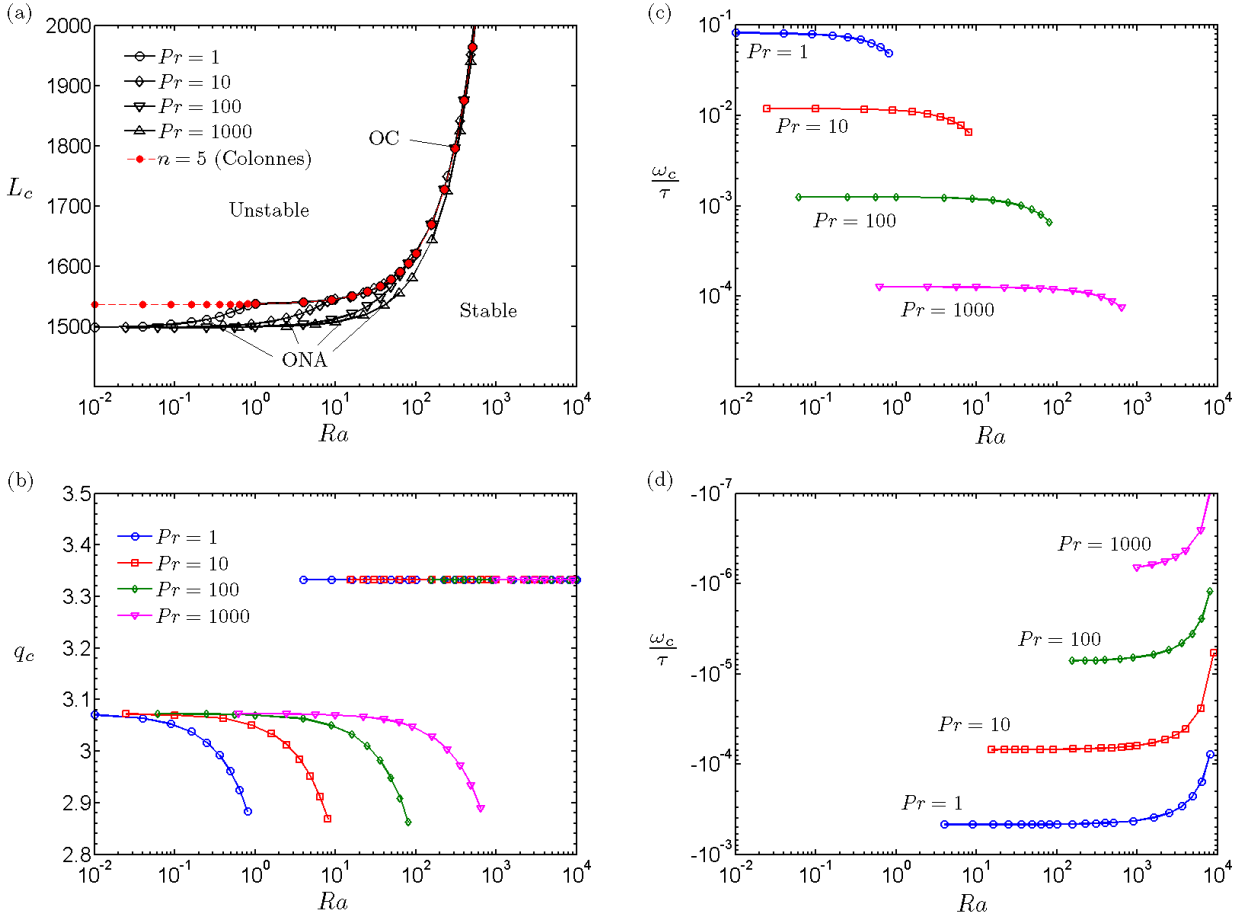 (a)
2000
1900
1800
1700
1600
1500
L_c
Pr = 1
Pr = 10
Pr = 100
Pr = 1000
n = 5 (Colonnes)
OC
Unstable
Stable
ONA
10^-2 10^-1 10^0 10^1 10^2 10^3 10^4
Ra
(b)
3.5
3.4
3.3
3.2
3.1
3
2.9
2.8
q_c
Pr = 1
Pr = 10
Pr = 100
Pr = 1000
10^-2 10^-1 10^0 10^1 10^2 10^3 10^4
Ra
(c)
10^-1
10^-2
10^-3
10^-4
ω_c/τ
Pr = 1
Pr = 10
Pr = 100
Pr = 1000
10^-2 10^-1 10^0 10^1 10^2 10^3 10^4
Ra
(d)
-10^-7
-10^-6
-10^-5
-10^-4
-10^-3
ω_c/τ
Pr = 1000
Pr = 100
Pr = 10
Pr = 1
10^-2 10^-1 10^0 10^1 10^2 10^3 10^4
Ra